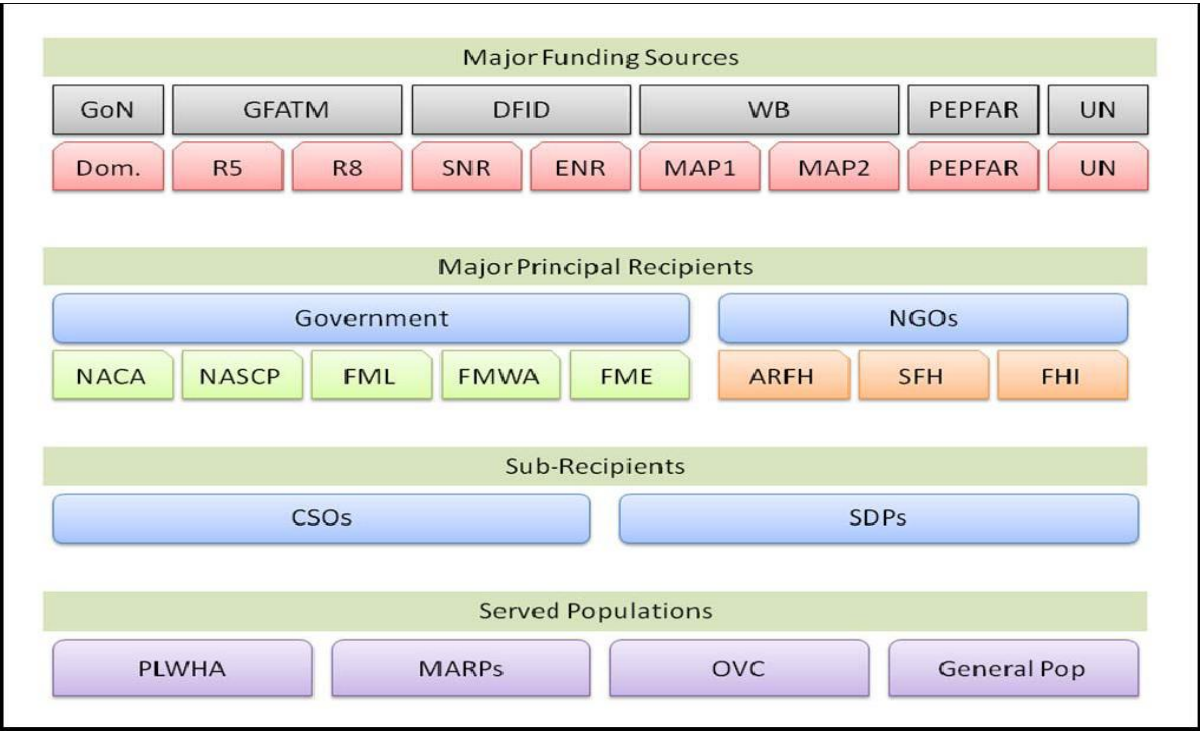 Major Funding Sources
GoN GFATM DFID WB PEPFAR UN
Dom. R5 R8 SNR ENR MAP1 MAP2 PEPFAR UN
Major Principal Recipients
Government NGOs
NACA NASCP FML FMWA FME ARFH SFH FHI
Sub-Recipients
CSOs SDPs
Served Populations
PLWHA MARPs OVC General Pop